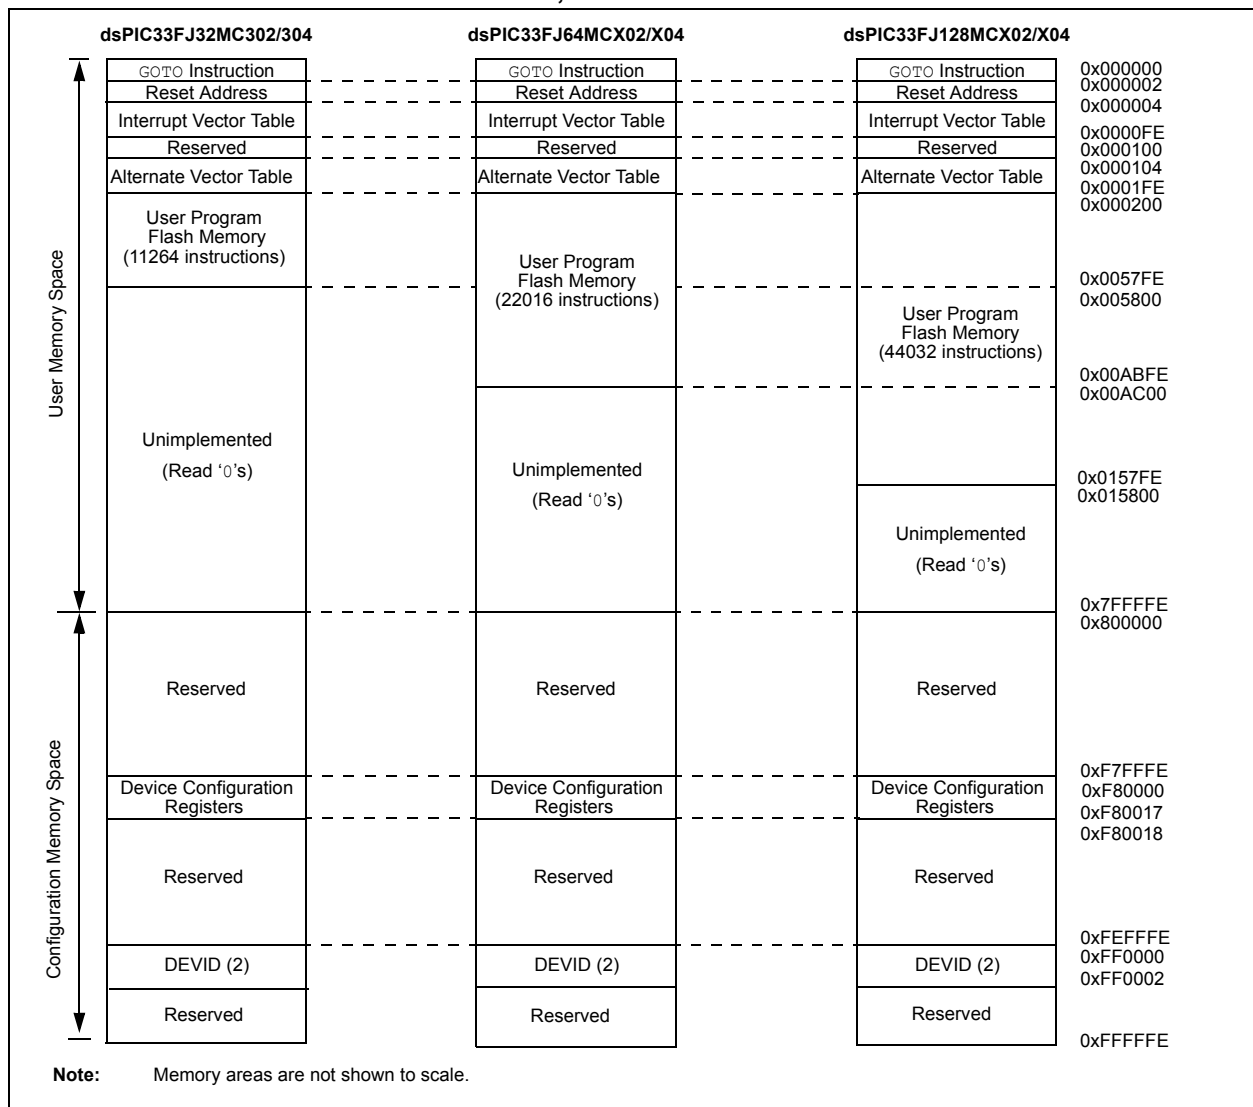 dsPIC33FJ32MC302/304
dsPIC33FJ64MCX02/X04
dsPIC33FJ128MCX02/X04
User Memory Space
Configuration Memory Space
GOTO Instruction
Reset Address
Interrupt Vector Table
Reserved
Alternate Vector Table
User Program
Flash Memory
(11264 instructions)
Unimplemented
(Read ‘0’s)
Reserved
Device Configuration
Registers
Reserved
DEVID (2)
Reserved
GOTO Instruction
Reset Address
Interrupt Vector Table
Reserved
Alternate Vector Table
User Program
Flash Memory
(22016 instructions)
Unimplemented
(Read ‘0’s)
Reserved
Device Configuration
Registers
Reserved
DEVID (2)
Reserved
GOTO Instruction
Reset Address
Interrupt Vector Table
Reserved
Alternate Vector Table
User Program
Flash Memory
(44032 instructions)
Unimplemented
(Read ‘0’s)
Reserved
Device Configuration
Registers
Reserved
DEVID (2)
Reserved
0x000000
0x000002
0x000004
0x0000FE
0x000100
0x000104
0x0001FE
0x000200
0x0057FE
0x005800
0x00ABFE
0x00AC00
0x0157FE
0x015800
0x7FFFFE
0x800000
0xF7FFFE
0xF80000
0xF80017
0xF80018
0xFEFFFE
0xFF0000
0xFF0002
0xFFFFFE
Note: Memory areas are not shown to scale.